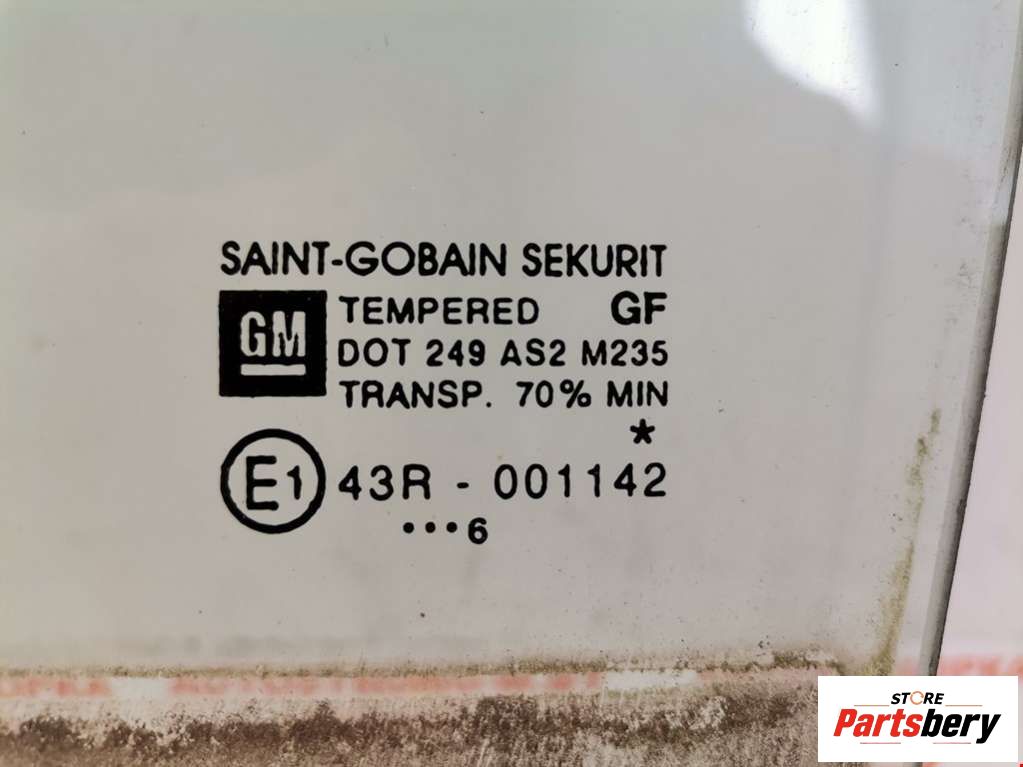 SAINT-GOBAIN SEKURIT
GM
TEMPERED GF
DOT 249 AS2 M235
TRANSP. 70% MIN
*
E1 43R - 001142
•••6
STORE
Partsbery